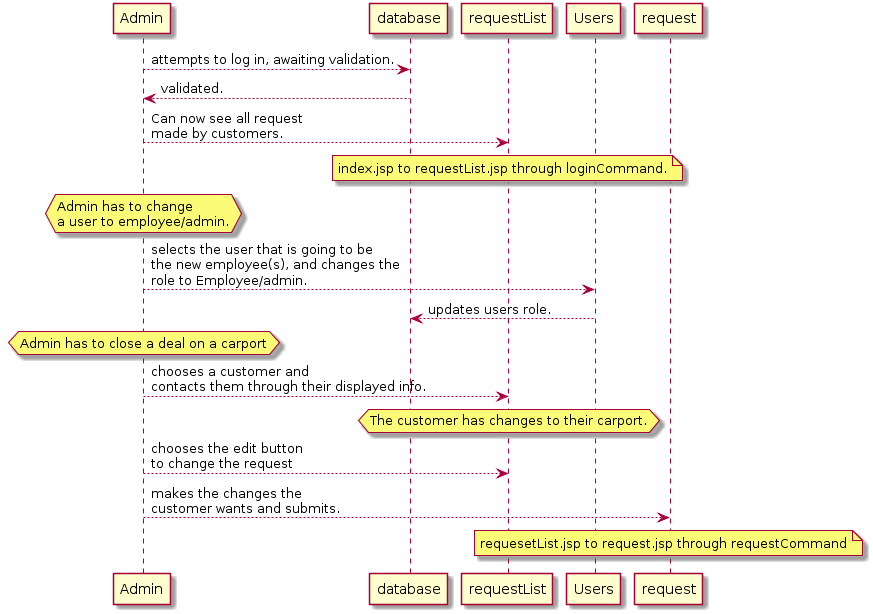 Admin
database
requestList
Users
request
attempts to log in, awaiting validation.
validated.
Can now see all request
made by customers.
index.jsp to requestList.jsp through loginCommand.
Admin has to change
a user to employee/admin.
selects the user that is going to be
the new employee(s), and changes the
role to Employee/admin.
updates users role.
Admin has to close a deal on a carport
chooses a customer and
contacts them through their displayed info.
The customer has changes to their carport.
chooses the edit button
to change the request
makes the changes the
customer wants and submits.
requesetList.jsp to request.jsp through requestCommand
Admin
database
requestList
Users
request